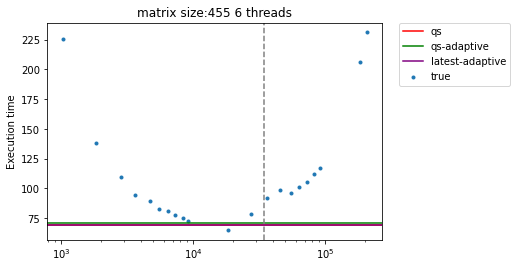 matrix size:455 6 threads
qs
qs-adaptive
latest-adaptive
true
Execution time
225
200
175
150
125
100
75
10³
10⁴
10⁵